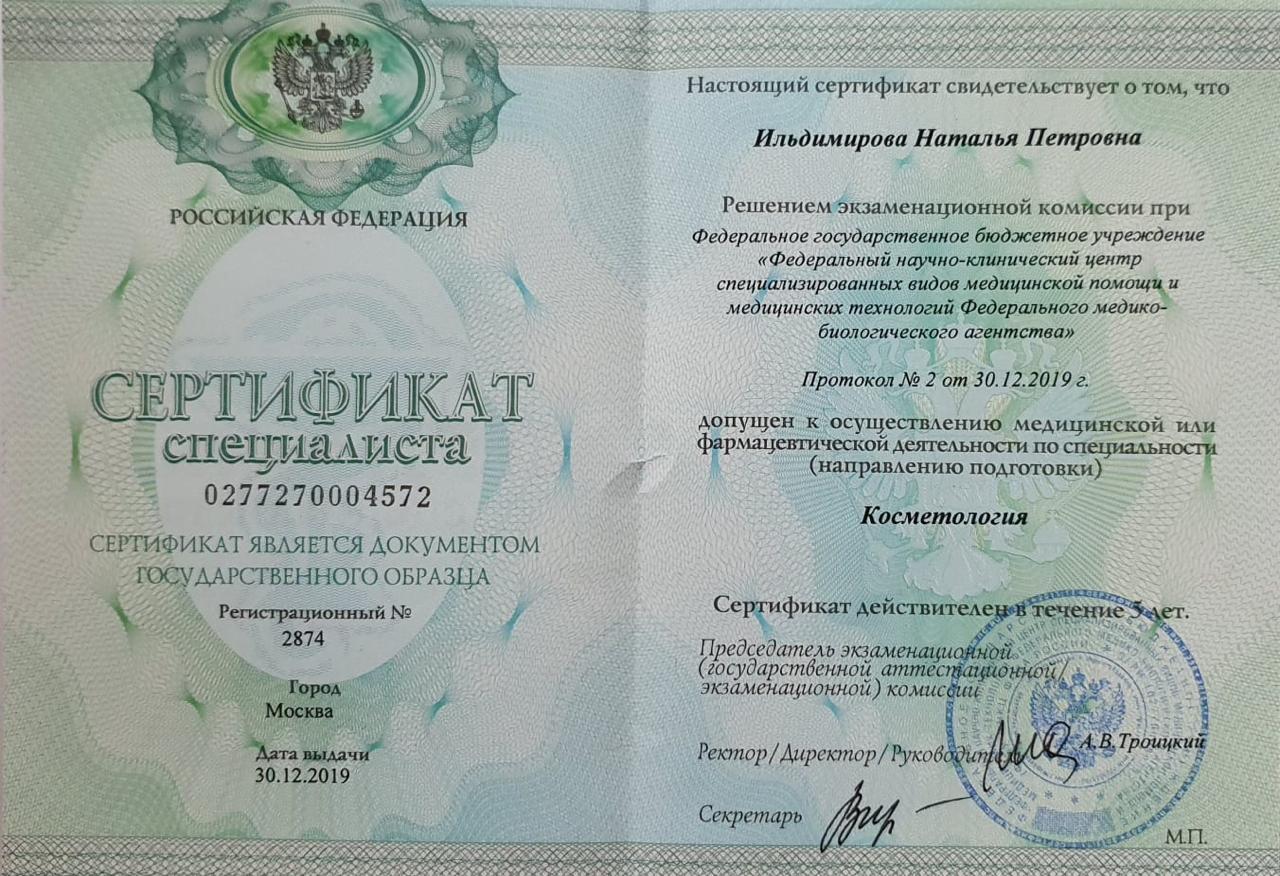 РОССИЙСКАЯ ФЕДЕРАЦИЯ
СЕРТИФИКАТ
специалиста
0277270004572
СЕРТИФИКАТ ЯВЛЯЕТСЯ ДОКУМЕНТОМ
ГОСУДАРСТВЕННОГО ОБРАЗЦА
Регистрационный №
2874
Город
Москва
Дата выдачи
30.12.2019
Настоящий сертификат свидетельствует о том, что
Ильдимирова Наталья Петровна
Решением экзаменационной комиссии при
Федеральное государственное бюджетное учреждение
«Федеральный научно-клинический центр
специализированных видов медицинской помощи и
медицинских технологий Федерального медико-
биологического агентства»
Протокол № 2 от 30.12.2019 г.
допущен к осуществлению медицинской или
фармацевтической деятельности по специальности
(направлению подготовки)
Косметология
Сертификат действителен в течение 5 лет.
Председатель экзаменационной
(государственной аттестационной/
экзаменационной) комиссии
Ректор/Директор/Руководитель
А.В.Троицкий
Секретарь
М.П.